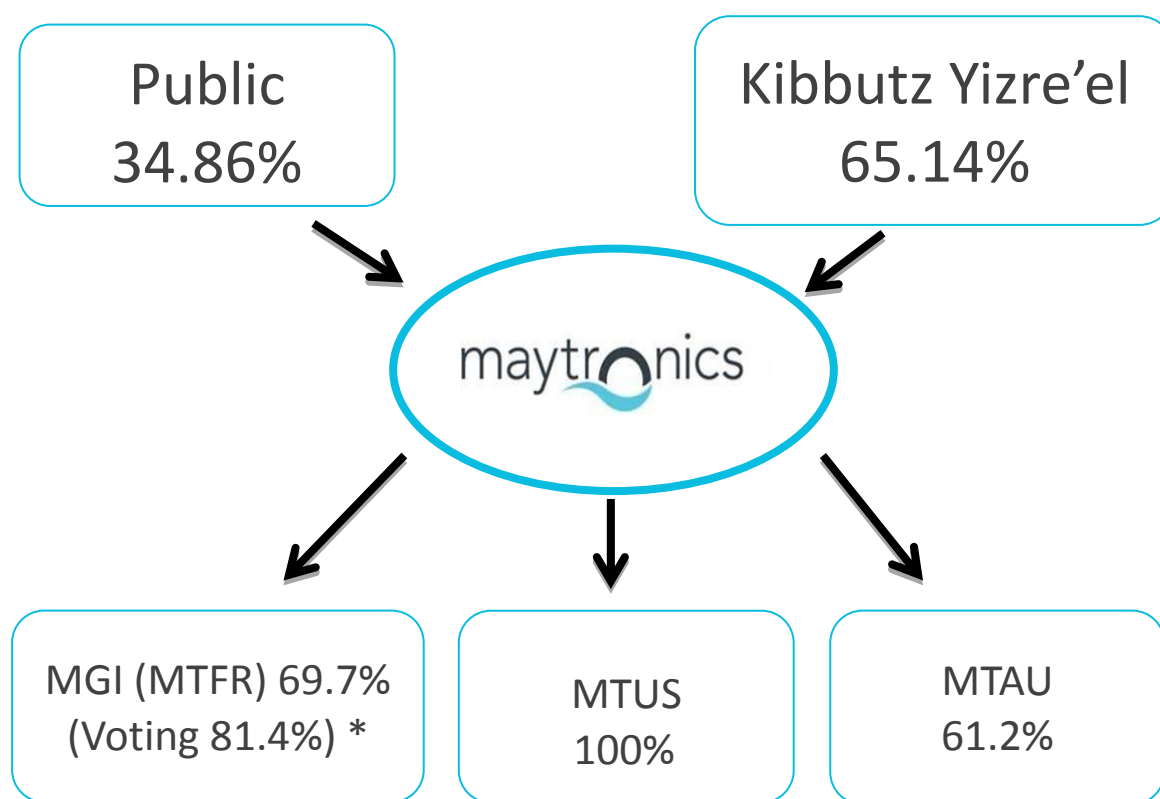 Public
34.86%
Kibbutz Yizre’el
65.14%
maytronics
MGI (MTFR) 69.7%
(Voting 81.4%) *
MTUS
100%
MTAU
61.2%